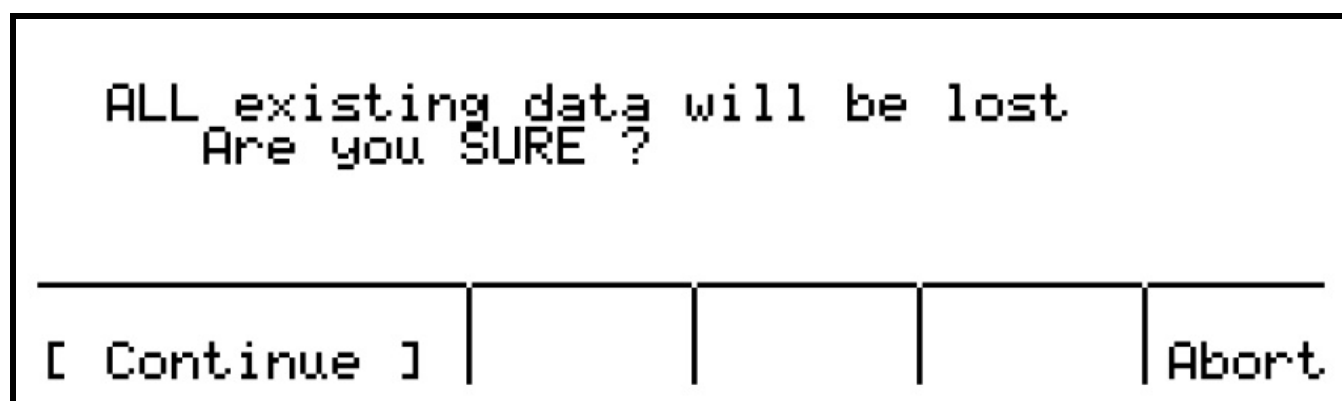 ALL existing data will be lost
Are you SURE ?
[ Continue ] Abort